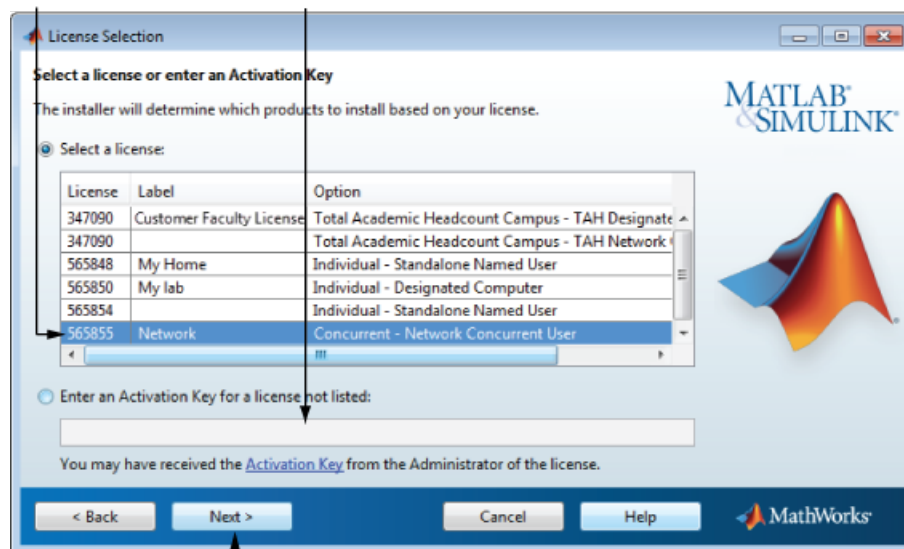 License Selection
Select a license or enter an Activation Key
The installer will determine which products to install based on your license.
MATLAB®
&SIMULINK®
Select a license:
License Label Option
347090 Customer Faculty License Total Academic Headcount Campus - TAH Designate
347090 Total Academic Headcount Campus - TAH Network
565848 My Home Individual - Standalone Named User
565850 My lab Individual - Designated Computer
565854 Individual - Standalone Named User
565855 Network Concurrent - Network Concurrent User
Enter an Activation Key for a license not listed:
You may have received the Activation Key from the Administrator of the license.
< Back Next > Cancel Help MathWorks®